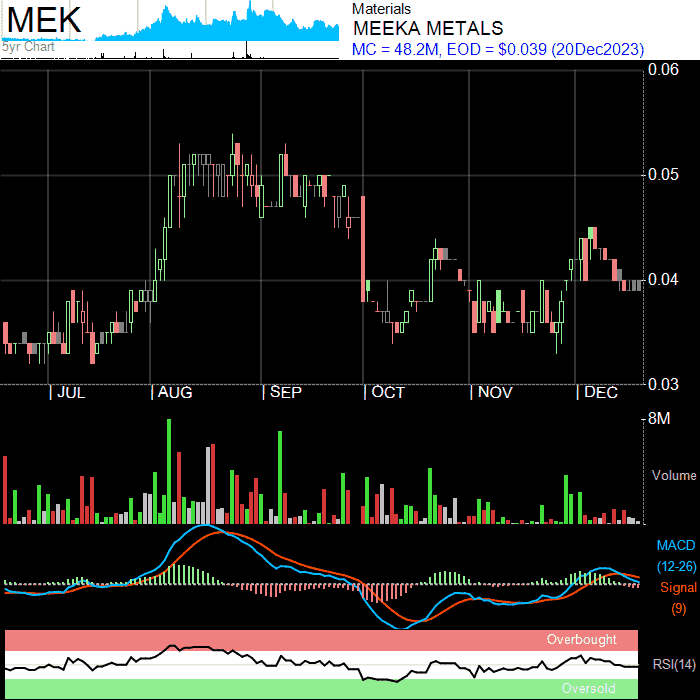 MEK
5yr Chart
Materials
MEEKA METALS
MC = 48.2M, EOD = $0.039 (20Dec2023)
0.06
0.05
0.04
0.03
JUL AUG SEP OCT NOV DEC
8M
Volume
MACD
(12-26)
Signal
(9)
Overbought
RSI(14)
Oversold